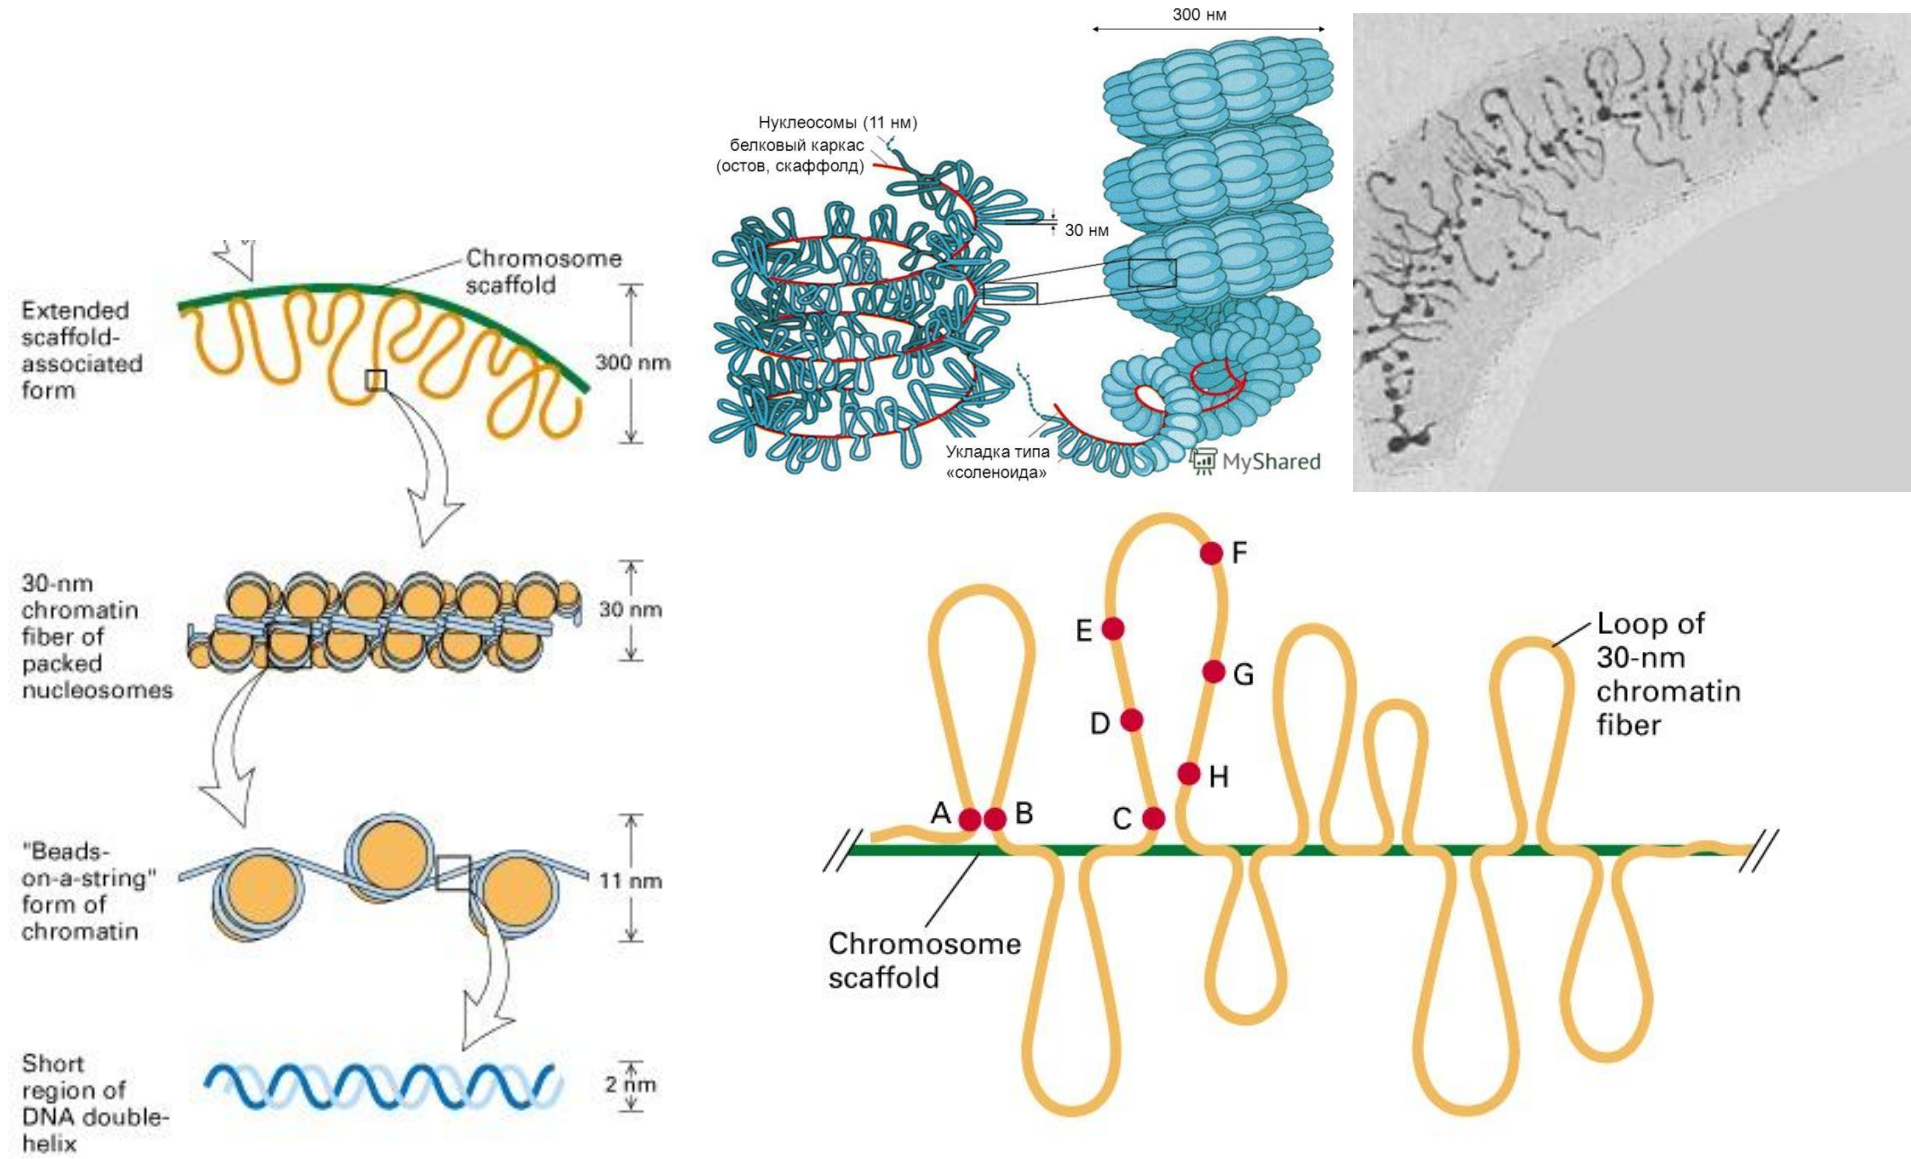 Chromosome
scaffold
Extended
scaffold-
associated
form
300 nm
30-nm
chromatin
fiber of
packed
nucleosomes
30 nm
"Beads-
on-a-string"
form of
chromatin
11 nm
Short
region of
DNA double-
helix
2 nm
300 нм
Нуклеосомы (11 нм)
белковый каркас
(остов, скаффолд)
30 нм
Укладка типа
«соленоида»
MyShared
F
E
G
D
H
A
B
C
Loop of
30-nm
chromatin
fiber
Chromosome
scaffold